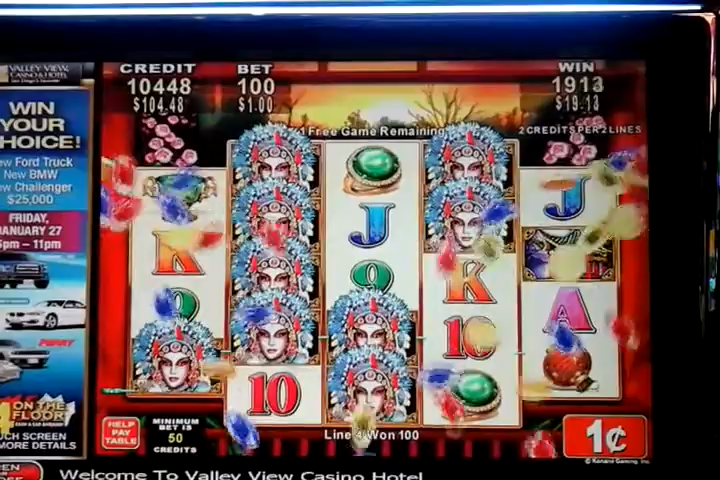 VALLEY VIEW
CASINO & HOTEL
WIN
YOUR
CHOICE!
Ford Truck
New BMW
Challenger
$25,000
FRIDAY,
JANUARY 27
5pm – 11pm
ON THE
FLOOR
SCREEN
MORE DETAILS
CREDIT
10448
$104.48
BET
100
$1.00
WIN
1913
$19.13
1 Free Game Remaining
2 CREDITS PER 2 LINES
J
J
K
K
10
A
10
HELP
PAY
TABLE
MINIMUM
BET IS
50
CREDITS
Line 4 Won 100
1¢
© Konami Gaming, Inc
Welcome To Valley View Casino Hotel